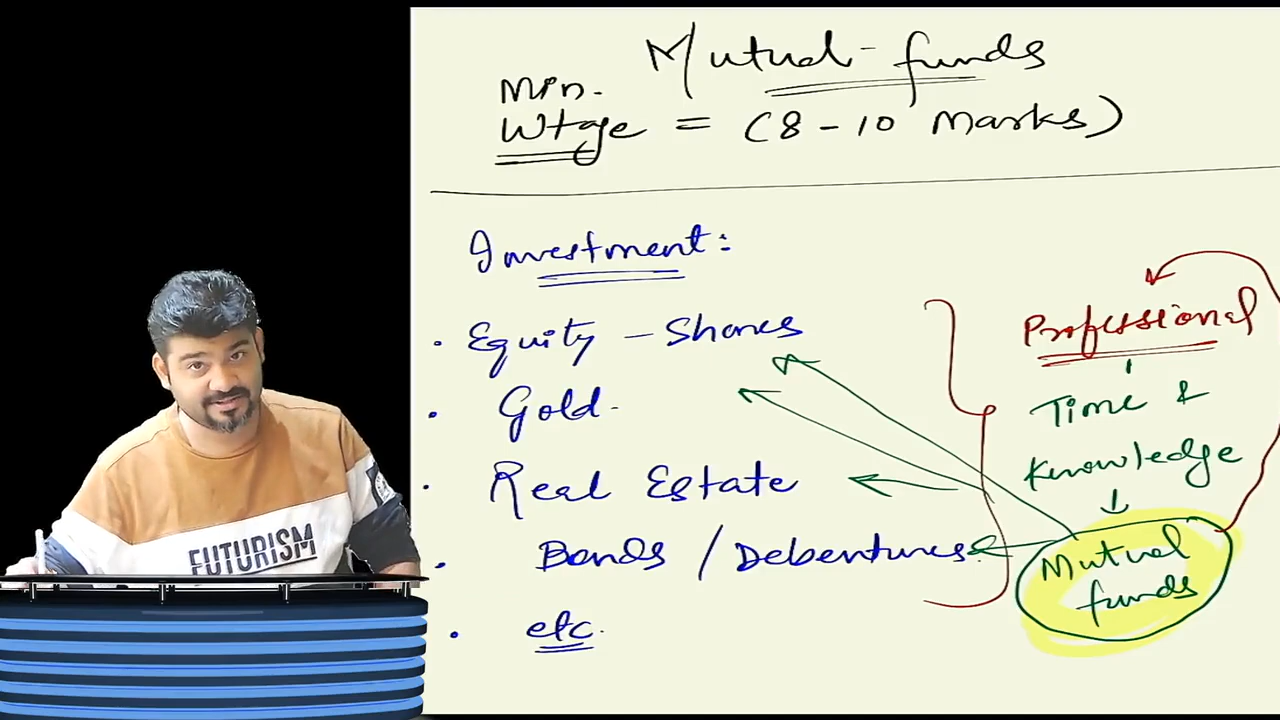 Mutual-funds
Min.
Wtge = (8-10 Marks)
Investment:
• Equity - Shares
• Gold.
• Real Estate
• Bonds / Debentures.
• etc.
Professional
Time &
Knowledge
Mutual
funds
FUTURISM